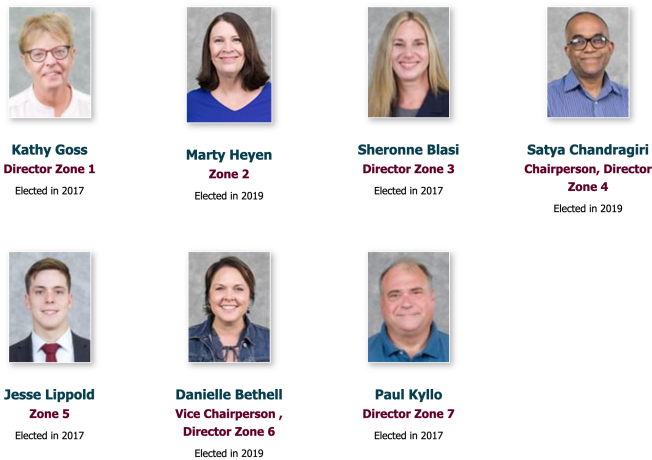 Kathy Goss
Director Zone 1
Elected in 2017
Marty Heyen
Zone 2
Elected in 2019
Sheronne Blasi
Director Zone 3
Elected in 2017
Satya Chandragiri
Chairperson, Director
Zone 4
Elected in 2019
Jesse Lippold
Zone 5
Elected in 2017
Danielle Bethell
Vice Chairperson ,
Director Zone 6
Elected in 2019
Paul Kyllo
Director Zone 7
Elected in 2017